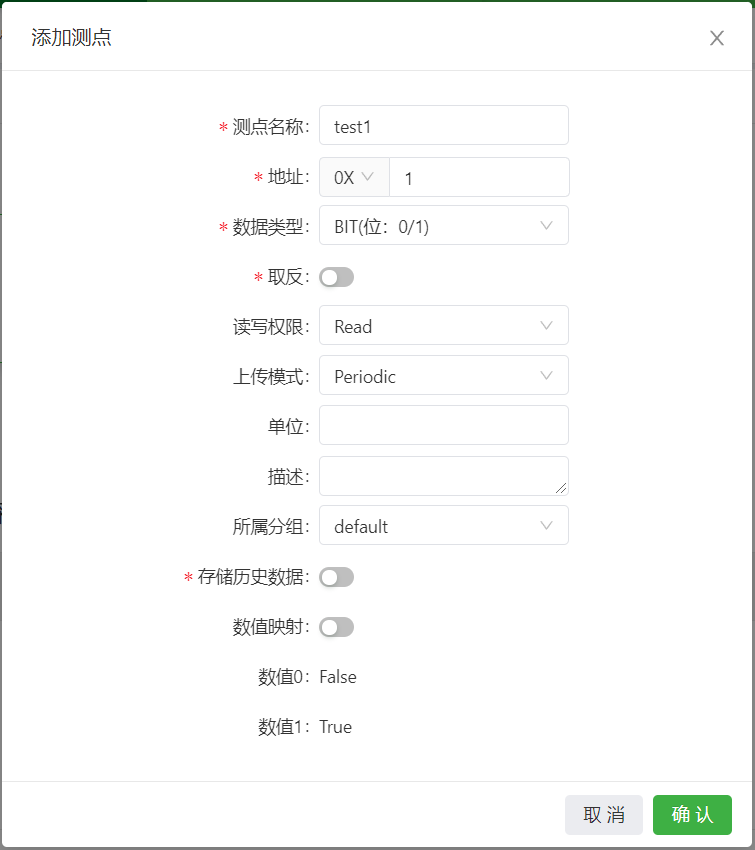 添加测点
* 测点名称: test1
* 地址: 0X 1
* 数据类型: BIT(位：0/1)
* 取反:
读写权限: Read
上传模式: Periodic
单位:
描述:
所属分组: default
* 存储历史数据:
数值映射:
数值0: False
数值1: True
取 消 确 认